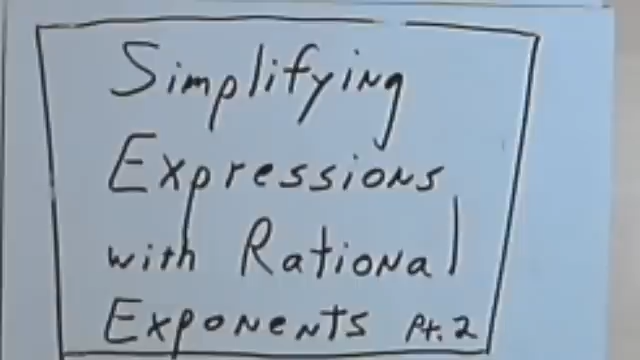 Simplifying
Expressions
with Rational
Exponents Pt. 2